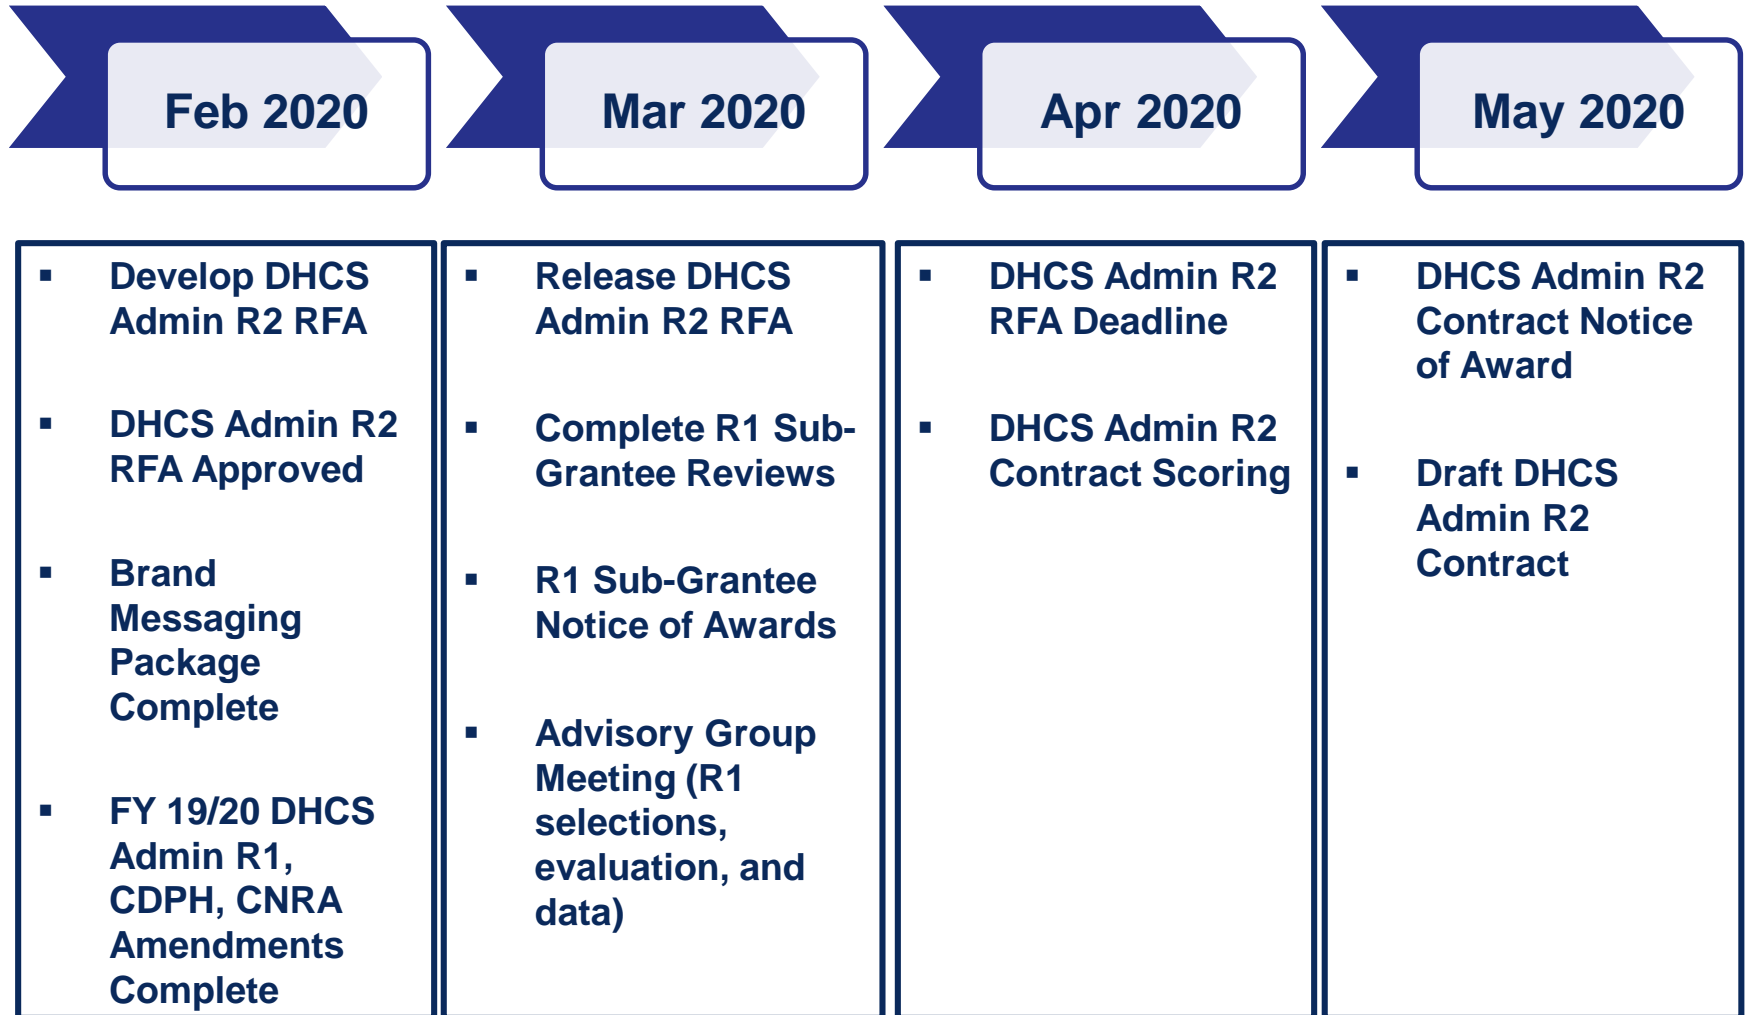 Feb 2020
Mar 2020
Apr 2020
May 2020
▪ Develop DHCS
Admin R2 RFA
▪ DHCS Admin R2
RFA Approved
▪ Brand
Messaging
Package
Complete
▪ FY 19/20 DHCS
Admin R1,
CDPH, CNRA
Amendments
Complete
▪ Release DHCS
Admin R2 RFA
▪ Complete R1 Sub-
Grantee Reviews
▪ R1 Sub-Grantee
Notice of Awards
▪ Advisory Group
Meeting (R1
selections,
evaluation, and
data)
▪ DHCS Admin R2
RFA Deadline
▪ DHCS Admin R2
Contract Scoring
▪ DHCS Admin R2
Contract Notice
of Award
▪ Draft DHCS
Admin R2
Contract